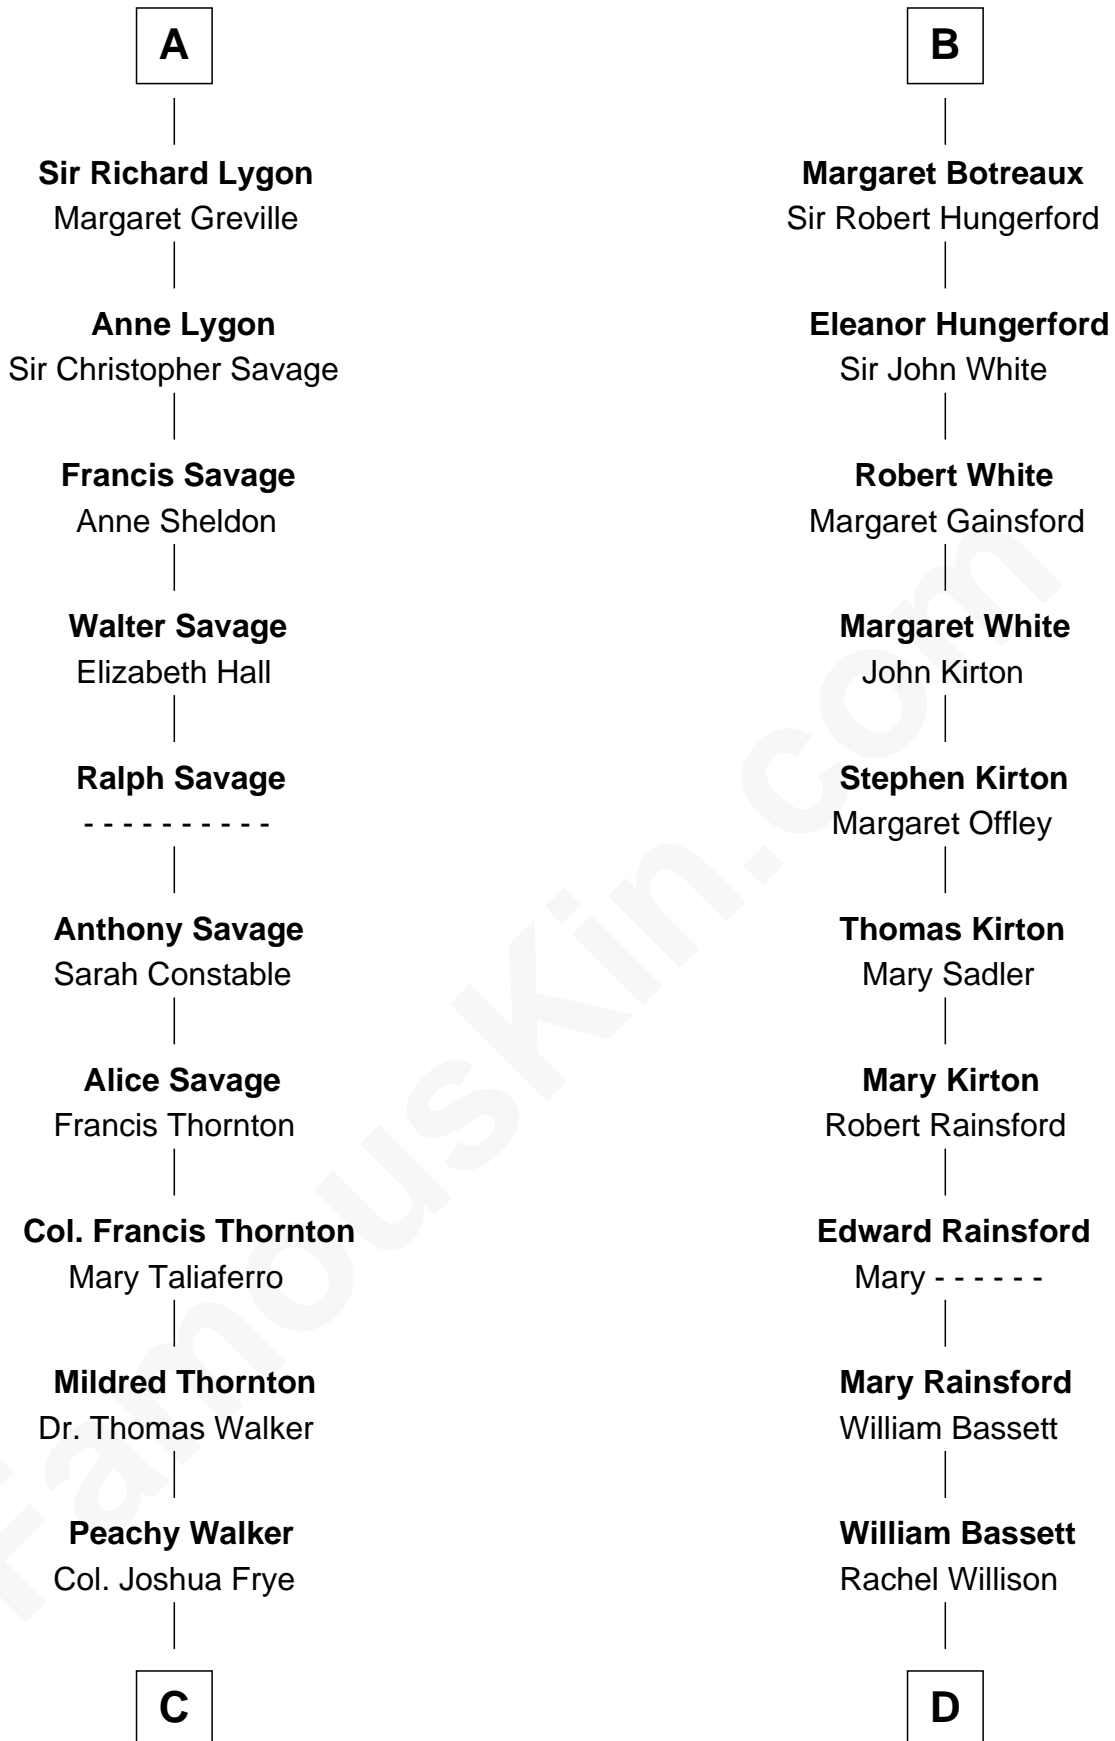 A
Sir Richard Lygon
Margaret Greville
Anne Lygon
Sir Christopher Savage
Francis Savage
Anne Sheldon
Walter Savage
Elizabeth Hall
Ralph Savage
- - - - - - - - - -
Anthony Savage
Sarah Constable
Alice Savage
Francis Thornton
Col. Francis Thornton
Mary Taliaferro
Mildred Thornton
Dr. Thomas Walker
Peachy Walker
Col. Joshua Frye
C
B
Margaret Botreaux
Sir Robert Hungerford
Eleanor Hungerford
Sir John White
Robert White
Margaret Gainsford
Margaret White
John Kirton
Stephen Kirton
Margaret Offley
Thomas Kirton
Mary Sadler
Mary Kirton
Robert Rainsford
Edward Rainsford
Mary - - - - - -
Mary Rainsford
William Bassett
William Bassett
Rachel Willison
D
FamousKin.com